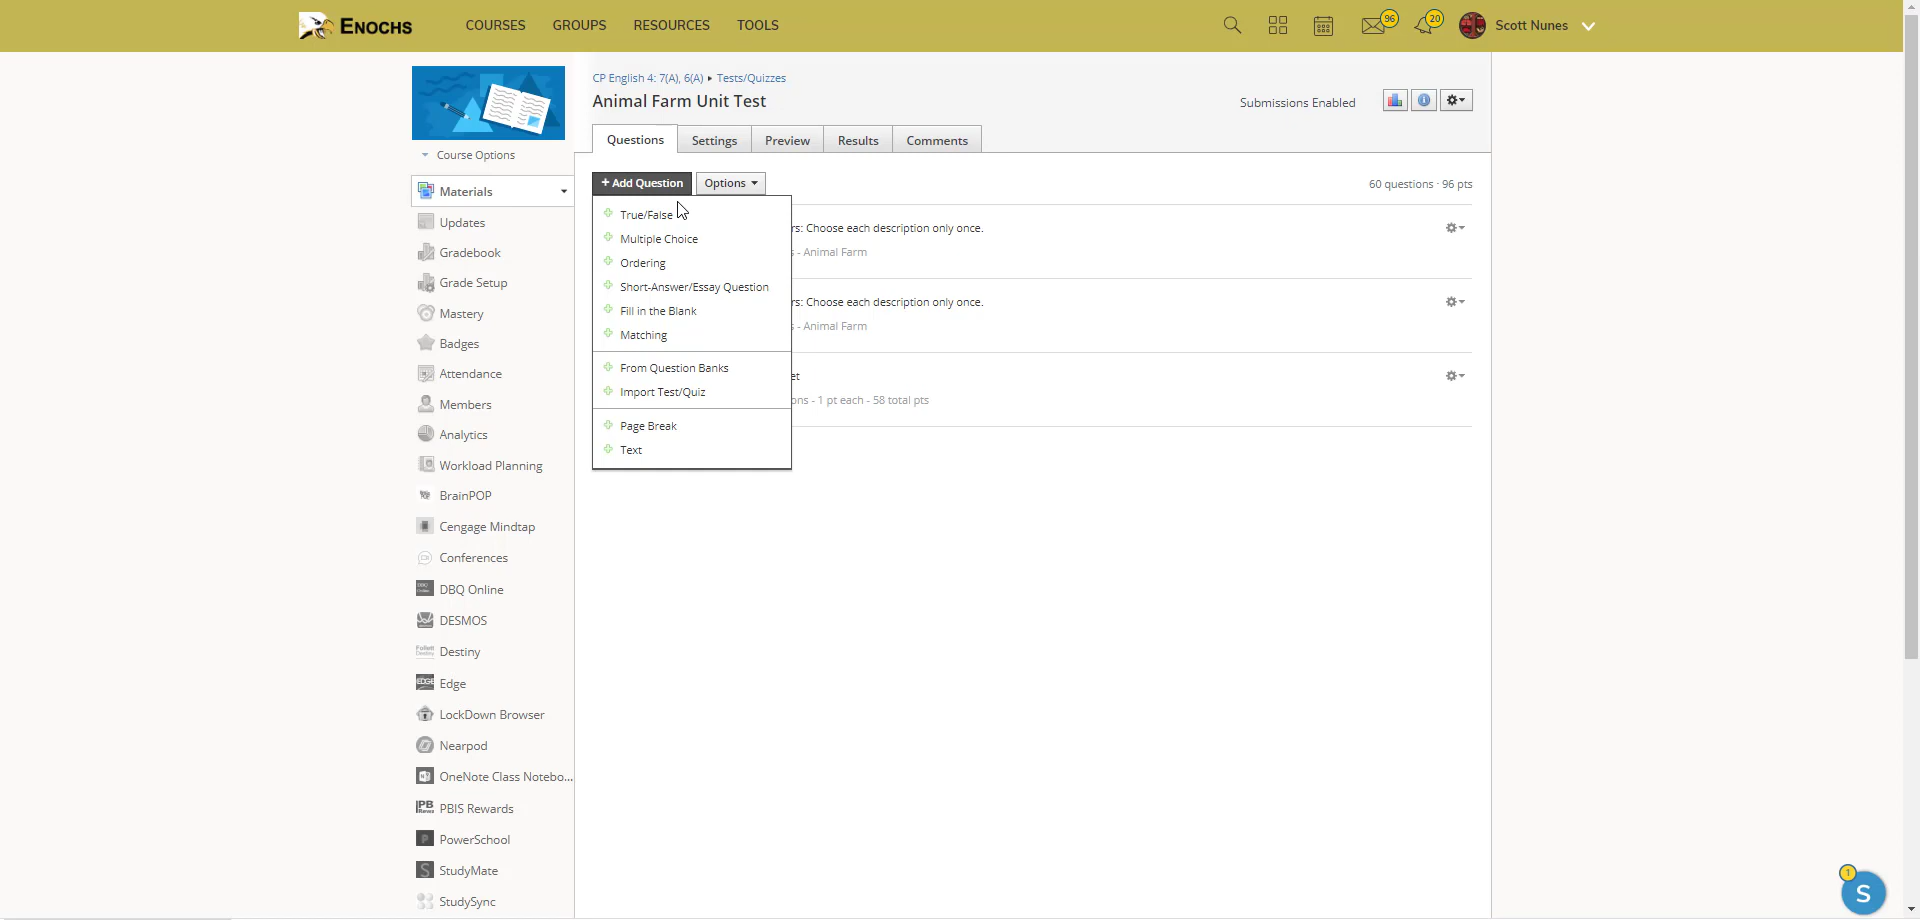 ENOCHS
COURSES
GROUPS
RESOURCES
TOOLS
96
20
Scott Nunes
CP English 4: 7(A), 6(A) ▸ Tests/Quizzes
Animal Farm Unit Test
Submissions Enabled
Course Options
Questions
Settings
Preview
Results
Comments
Materials
Updates
Gradebook
Grade Setup
Mastery
Badges
Attendance
Members
Analytics
Workload Planning
BrainPOP
Cengage Mindtap
Conferences
DBQ Online
DESMOS
Destiny
Edge
LockDown Browser
Nearpod
OneNote Class Notebo...
PBIS Rewards
PowerSchool
StudyMate
StudySync
+ Add Question
Options
60 questions · 96 pts
True/False
Multiple Choice
Ordering
Short-Answer/Essay Question
Fill in the Blank
Matching
From Question Banks
Import Test/Quiz
Page Break
Text
rs: Choose each description only once.
s - Animal Farm
rs: Choose each description only once.
s - Animal Farm
et
ons - 1 pt each - 58 total pts
1
S